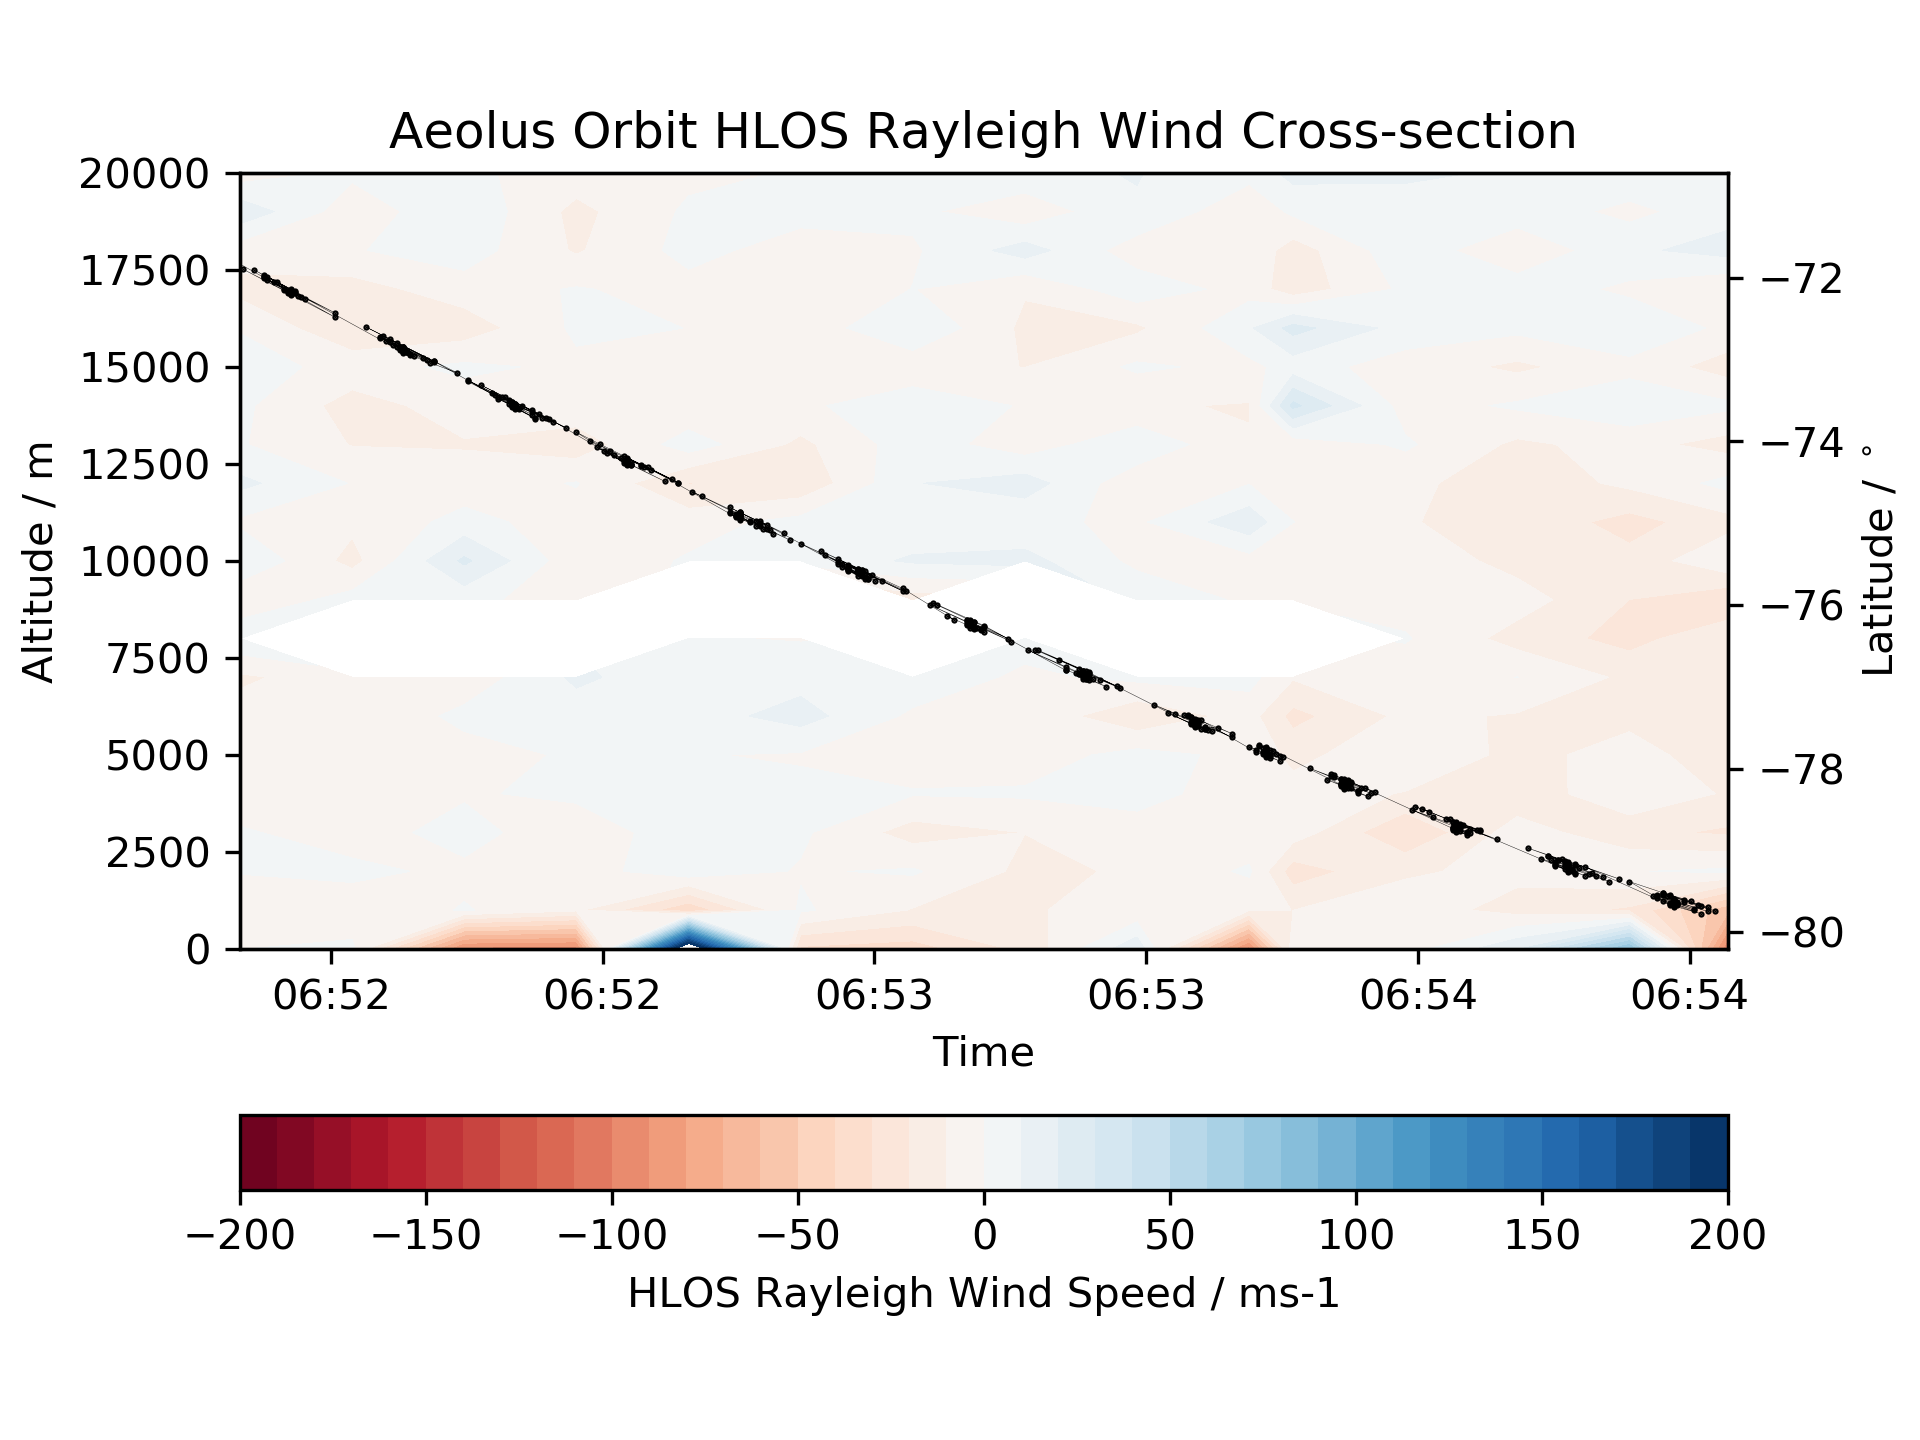 Aeolus Orbit HLOS Rayleigh Wind Cross-section
20000
17500
15000
12500
10000
7500
5000
2500
0
Altitude / m
−72
−74
−76
−78
−80
Latitude / °
06:52 06:52 06:53 06:53 06:54 06:54
Time
−200 −150 −100 −50 0 50 100 150 200
HLOS Rayleigh Wind Speed / ms-1